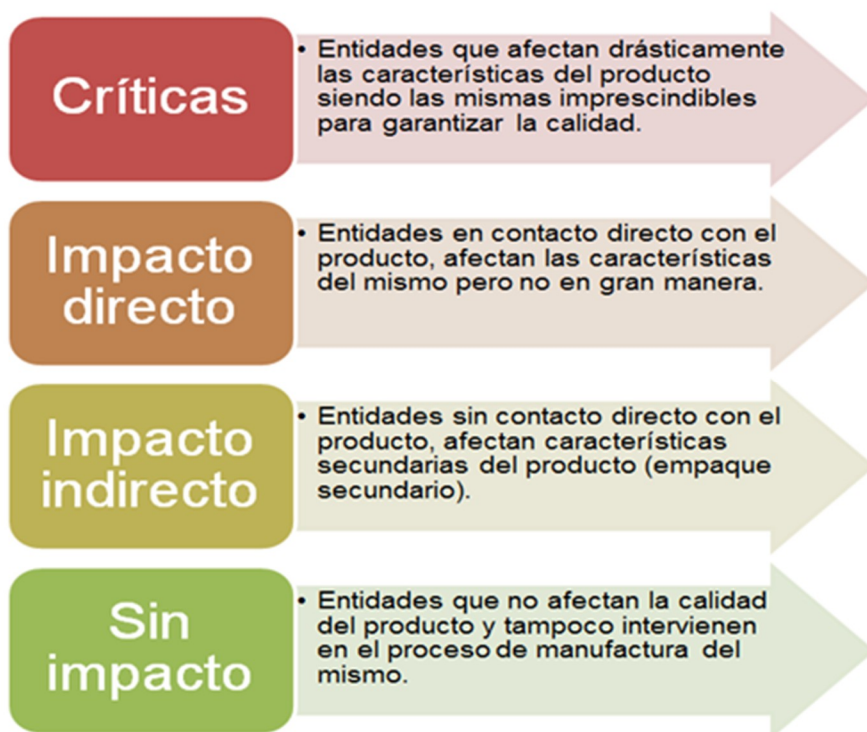 Críticas
• Entidades que afectan drásticamente
las características del producto
siendo las mismas imprescindibles
para garantizar la calidad.
Impacto
directo
• Entidades en contacto directo con el
producto, afectan las características
del mismo pero no en gran manera.
Impacto
indirecto
• Entidades sin contacto directo con el
producto, afectan características
secundarias del producto (empaque
secundario).
Sin
impacto
• Entidades que no afectan la calidad
del producto y tampoco intervienen
en el proceso de manufactura del
mismo.